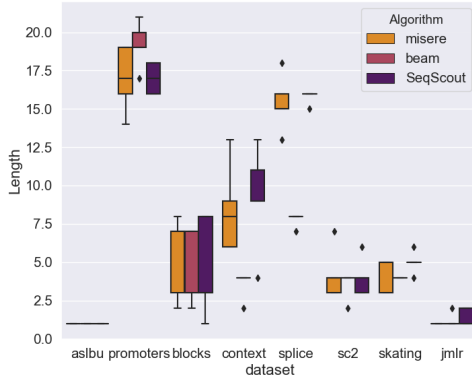 Algorithm
misere
beam
SeqScout
20.0
17.5
15.0
12.5
10.0
7.5
5.0
2.5
0.0
Length
aslbu promoters blocks context splice sc2 skating jmlr
dataset